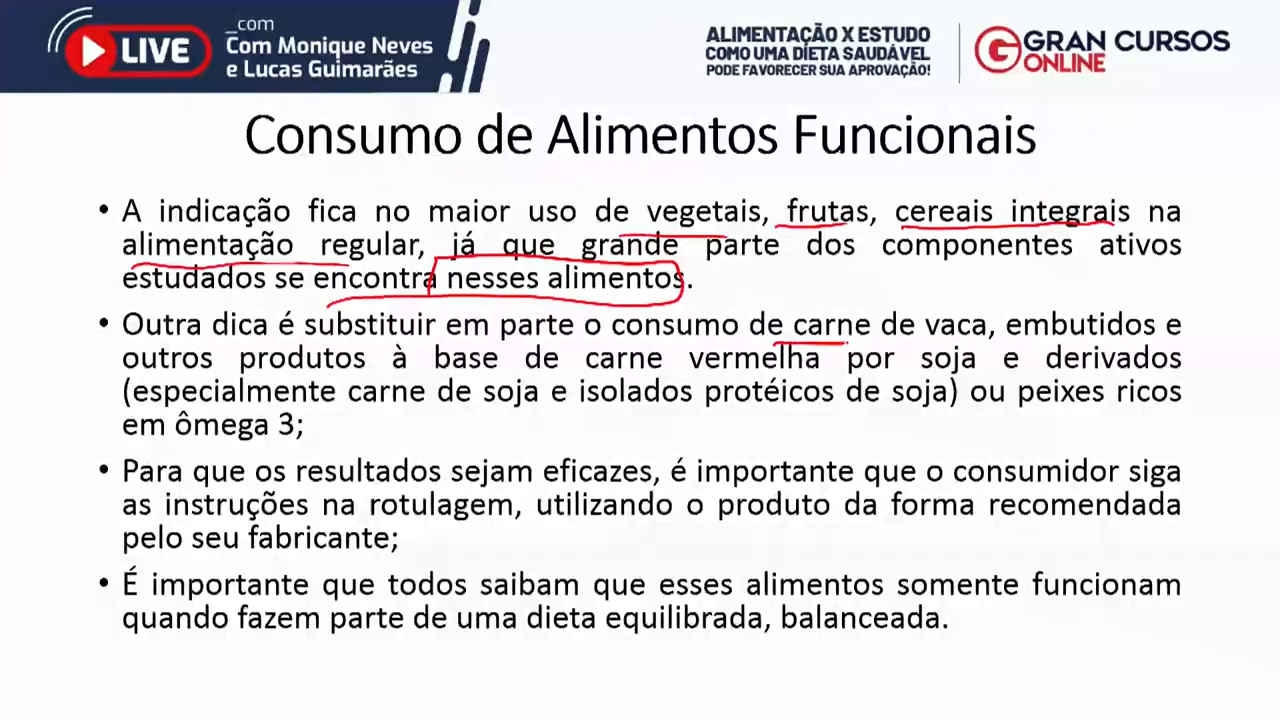 LIVE
_com
Com Monique Neves
e Lucas Guimarães
ALIMENTAÇÃO X ESTUDO
COMO UMA DIETA SAUDÁVEL
PODE FAVORECER SUA APROVAÇÃO!
GRAN CURSOS
ONLINE
Consumo de Alimentos Funcionais
• A indicação fica no maior uso de vegetais, frutas, cereais integrais na
alimentação regular, já que grande parte dos componentes ativos
estudados se encontra nesses alimentos.
• Outra dica é substituir em parte o consumo de carne de vaca, embutidos e
outros produtos à base de carne vermelha por soja e derivados
(especialmente carne de soja e isolados protéicos de soja) ou peixes ricos
em ômega 3;
• Para que os resultados sejam eficazes, é importante que o consumidor siga
as instruções na rotulagem, utilizando o produto da forma recomendada
pelo seu fabricante;
• É importante que todos saibam que esses alimentos somente funcionam
quando fazem parte de uma dieta equilibrada, balanceada.